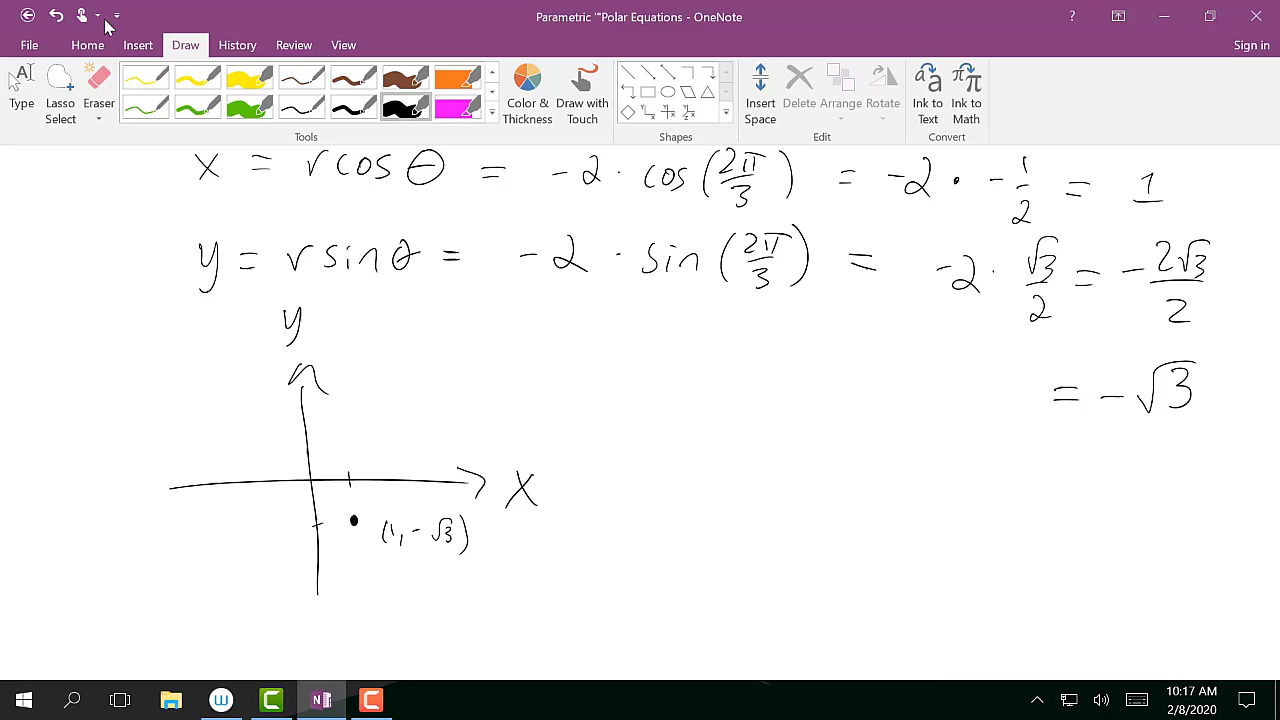 Parametric '"Polar Equations - OneNote
?
File Home Insert Draw History Review View
Sign in
Type
Lasso Select
Eraser
Color & Thickness
Draw with Touch
Insert Space
Delete
Arrange
Rotate
Ink to Text
Ink to Math
Tools
Shapes
Edit
Convert
x = r cos θ = -2 · cos(2π/3) = -2 · -1/2 = 1
y = r sin θ = -2 · sin(2π/3) = -2 · √3/2 = -2√3/2
= -√3
y
x
(1, -√3)
10:17 AM
2/8/2020